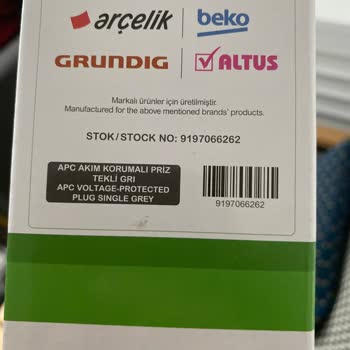 arçelik
beko
GRUNDIG
ALTUS
Markalı ürünler için üretilmiştir.
Manufactured for the above mentioned brands' products.
STOK/STOCK NO: 9197066262
APC AKIM KORUMALI PRİZ
TEKLİ GRI
APC VOLTAGE-PROTECTED
PLUG SINGLE GREY
9197066262